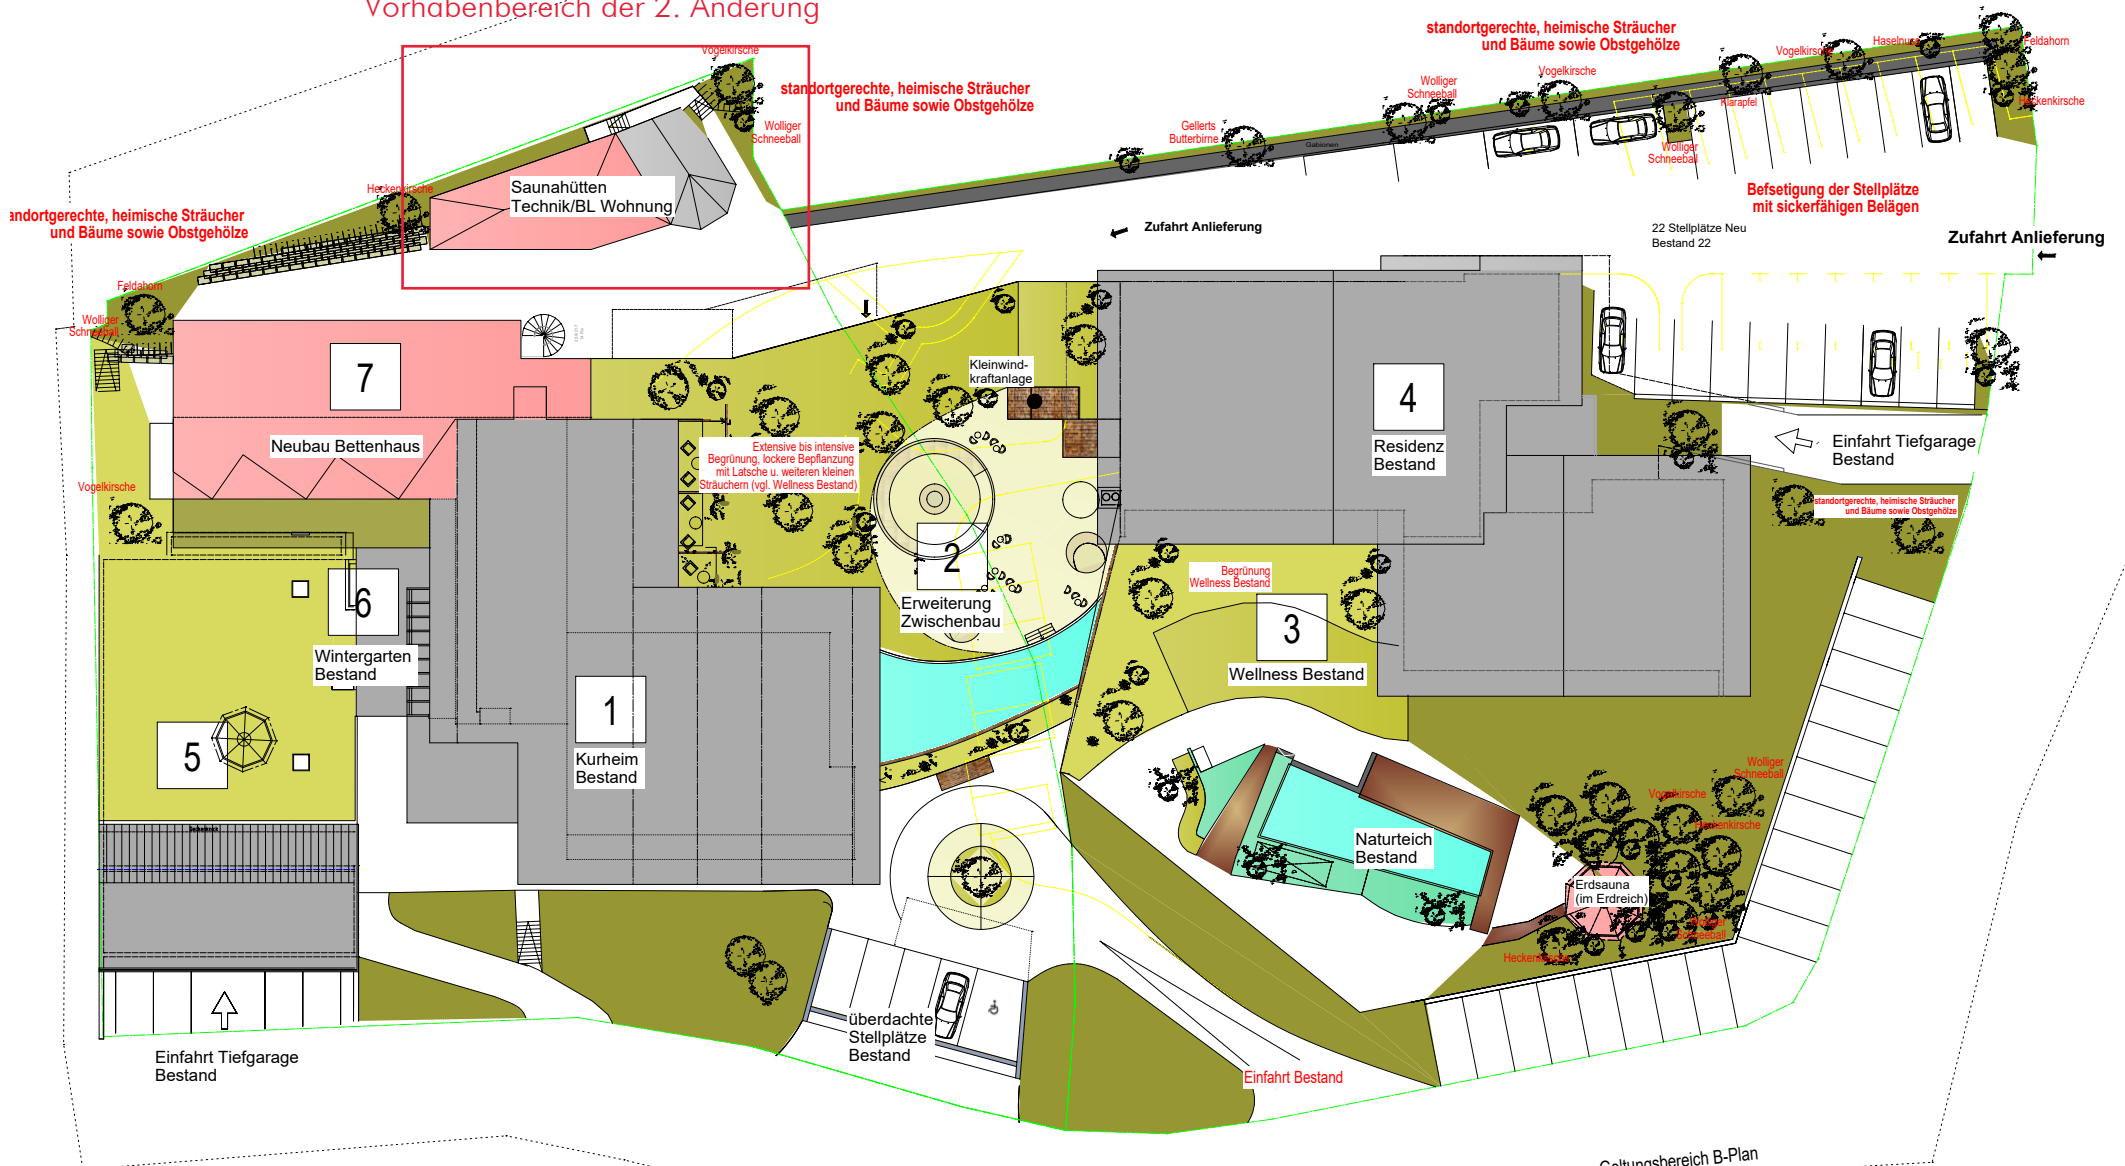 Vorhabenbereich der 2. Änderung
standortgerechte, heimische Sträucher
und Bäume sowie Obstgehölze
Vogelkirsche
Haselnuss
Feldahorn
Vogelkirsche
standortgerechte, heimische Sträucher
und Bäume sowie Obstgehölze
Vogelkirsche
Wolliger
Schneeball
Klarapfel
Heckenkirsche
Wolliger
Schneeball
Gellerts
Butterbirne
Gabionen
Wolliger
Schneeball
Heckenkirsche
Saunahütten
Technik/BL Wohnung
Befsetigung der Stellplätze
mit sickerfähigen Belägen
andortgerechte, heimische Sträucher
und Bäume sowie Obstgehölze
Zufahrt Anlieferung
22 Stellplätze Neu
Bestand 22
Zufahrt Anlieferung
Feldahorn
Wolliger
Schneeball
7
Neubau Bettenhaus
Kleinwind-
kraftanlage
4
Residenz
Bestand
Einfahrt Tiefgarage
Bestand
Extensive bis intensive
Begrünung, lockere Bepflanzung
mit Latsche u. weiteren kleinen
Sträuchern (vgl. Wellness Bestand)
Vogelkirsche
standortgerechte, heimische Sträucher
und Bäume sowie Obstgehölze
2
Erweiterung
Zwischenbau
Begrünung
Wellness Bestand
6
Wintergarten
Bestand
3
Wellness Bestand
1
Kurheim
Bestand
5
Wolliger
Schneeball
Vogelkirsche
Heckenkirsche
Naturteich
Bestand
Erdsauna
(im Erdreich)
Schneeball
Heckenkirsche
überdachte
Stellplätze
Bestand
Einfahrt Tiefgarage
Bestand
Einfahrt Bestand
Geltungsbereich B-Plan